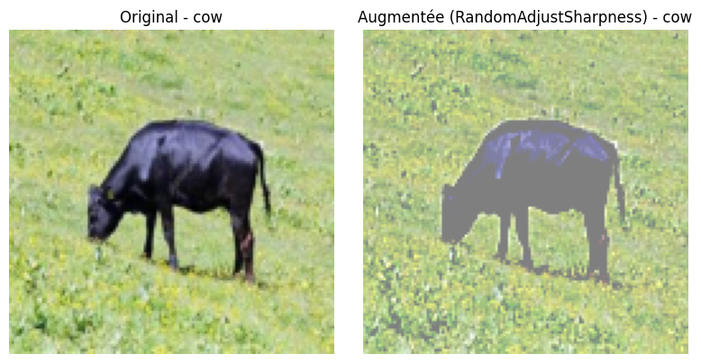 Original - cow
Augmentée (RandomAdjustSharpness) - cow